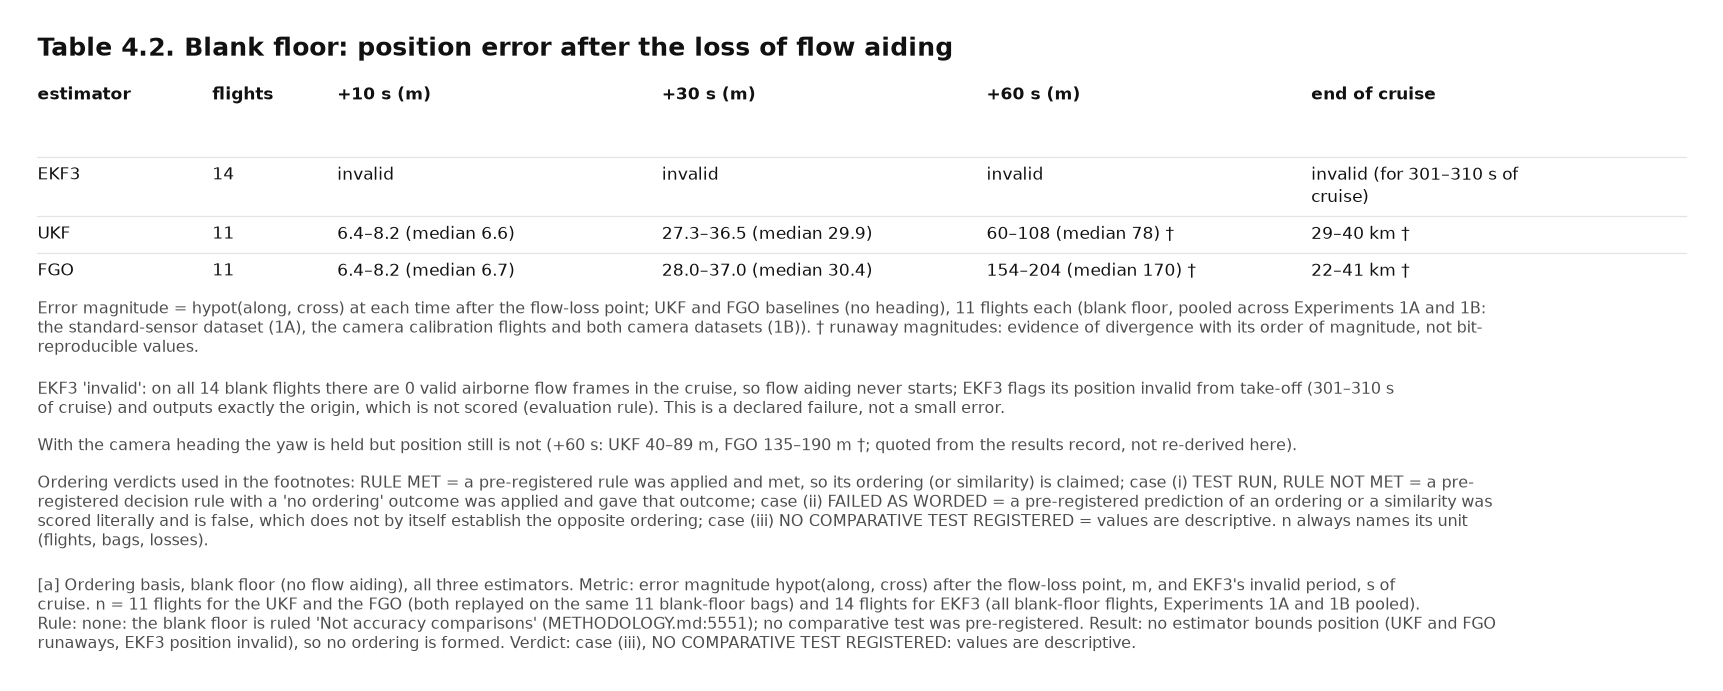 Table 4.2. Blank floor: position error after the loss of flow aiding
estimator flights +10 s (m) +30 s (m) +60 s (m) end of cruise
EKF3 14 invalid invalid invalid invalid (for 301–310 s of
cruise)
UKF 11 6.4–8.2 (median 6.6) 27.3–36.5 (median 29.9) 60–108 (median 78) † 29–40 km †
FGO 11 6.4–8.2 (median 6.7) 28.0–37.0 (median 30.4) 154–204 (median 170) † 22–41 km †
Error magnitude = hypot(along, cross) at each time after the flow-loss point; UKF and FGO baselines (no heading), 11 flights each (blank floor, pooled across Experiments 1A and 1B:
the standard-sensor dataset (1A), the camera calibration flights and both camera datasets (1B)). † runaway magnitudes: evidence of divergence with its order of magnitude, not bit-
reproducible values.
EKF3 'invalid': on all 14 blank flights there are 0 valid airborne flow frames in the cruise, so flow aiding never starts; EKF3 flags its position invalid from take-off (301–310 s
of cruise) and outputs exactly the origin, which is not scored (evaluation rule). This is a declared failure, not a small error.
With the camera heading the yaw is held but position still is not (+60 s: UKF 40–89 m, FGO 135–190 m †; quoted from the results record, not re-derived here).
Ordering verdicts used in the footnotes: RULE MET = a pre-registered rule was applied and met, so its ordering (or similarity) is claimed; case (i) TEST RUN, RULE NOT MET = a pre-
registered decision rule with a 'no ordering' outcome was applied and gave that outcome; case (ii) FAILED AS WORDED = a pre-registered prediction of an ordering or a similarity was
scored literally and is false, which does not by itself establish the opposite ordering; case (iii) NO COMPARATIVE TEST REGISTERED = values are descriptive. n always names its unit
(flights, bags, losses).
[a] Ordering basis, blank floor (no flow aiding), all three estimators. Metric: error magnitude hypot(along, cross) after the flow-loss point, m, and EKF3's invalid period, s of
cruise. n = 11 flights for the UKF and the FGO (both replayed on the same 11 blank-floor bags) and 14 flights for EKF3 (all blank-floor flights, Experiments 1A and 1B pooled).
Rule: none: the blank floor is ruled 'Not accuracy comparisons' (METHODOLOGY.md:5551); no comparative test was pre-registered. Result: no estimator bounds position (UKF and FGO
runaways, EKF3 position invalid), so no ordering is formed. Verdict: case (iii), NO COMPARATIVE TEST REGISTERED: values are descriptive.